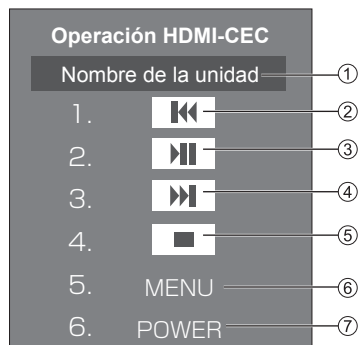 Operación HDMI-CEC
Nombre de la unidad ①
1. ②
2. ③
3. ④
4. ⑤
5. MENU ⑥
6. POWER ⑦